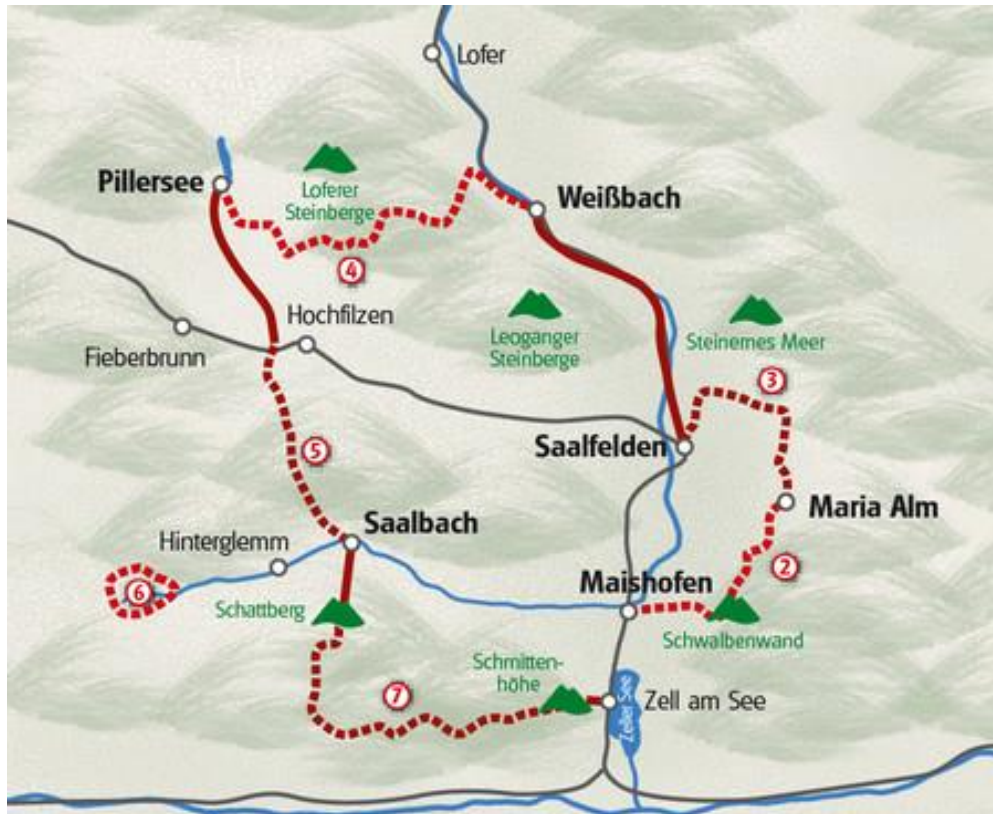 Lofer
Pillersee
Loferer
Steinberge
Weißbach
4
Hochfilzen
Fieberbrunn
Leoganger
Steinberge
Steinernes Meer
3
Saalfelden
5
Maria Alm
Saalbach
Hinterglemm
Maishofen
2
6
Schattberg
Schwalbenwand
Schmitten-
höhe
7
Zell am See
Zeller See